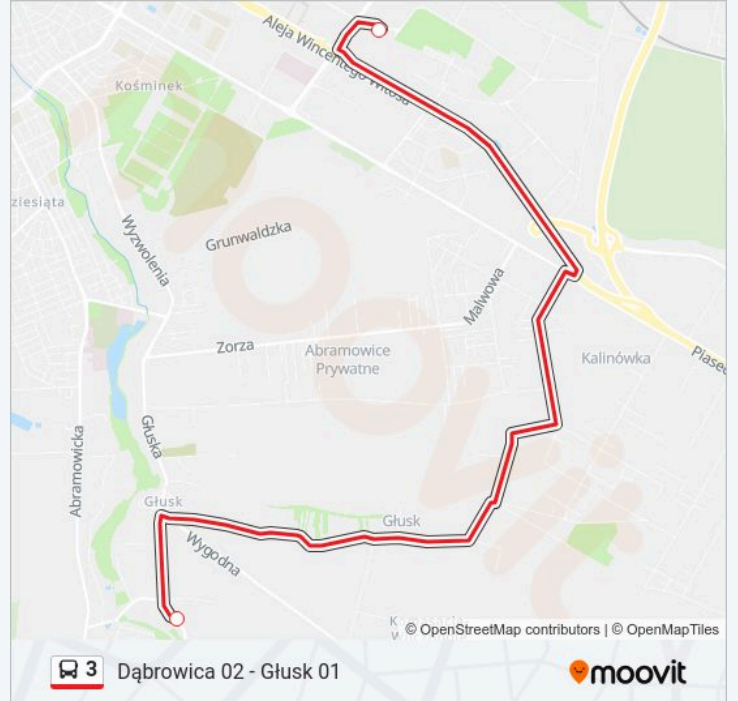 Aleja Wincentego Witosa
Kośminek
ziesiąta
Wyzwolenia
Grunwaldzka
Malwowa
Zorza
Abramowice
Prywatne
Kalinówka
Piasec
Abramowicka
Głuska
Głusk
Głusk
Wygodna
© OpenStreetMap contributors | © OpenMapTiles
3 Dąbrowica 02 - Głusk 01
moovit